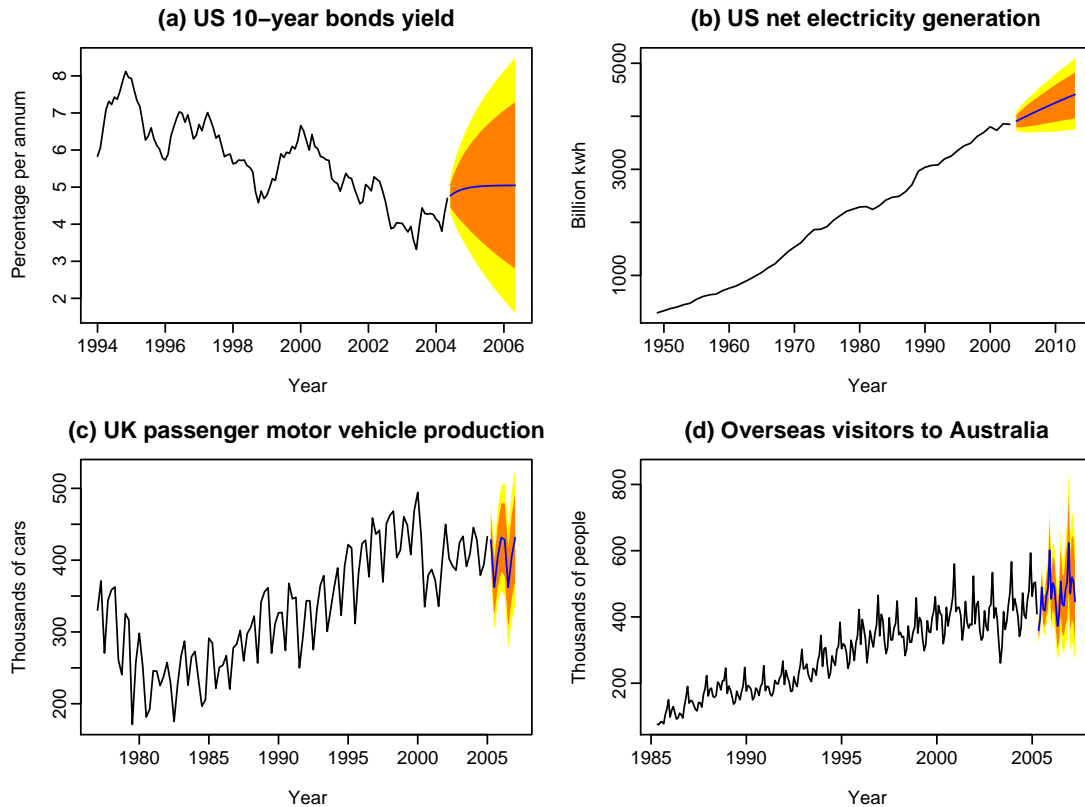 (a) US 10−year bonds yield
Percentage per annum
8
7
6
5
4
3
2
1994 1996 1998 2000 2002 2004 2006
Year
(b) US net electricity generation
Billion kwh
5000
3000
1000
1950 1960 1970 1980 1990 2000 2010
Year
(c) UK passenger motor vehicle production
Thousands of cars
500
400
300
200
1980 1985 1990 1995 2000 2005
Year
(d) Overseas visitors to Australia
Thousands of people
800
600
400
200
1985 1990 1995 2000 2005
Year